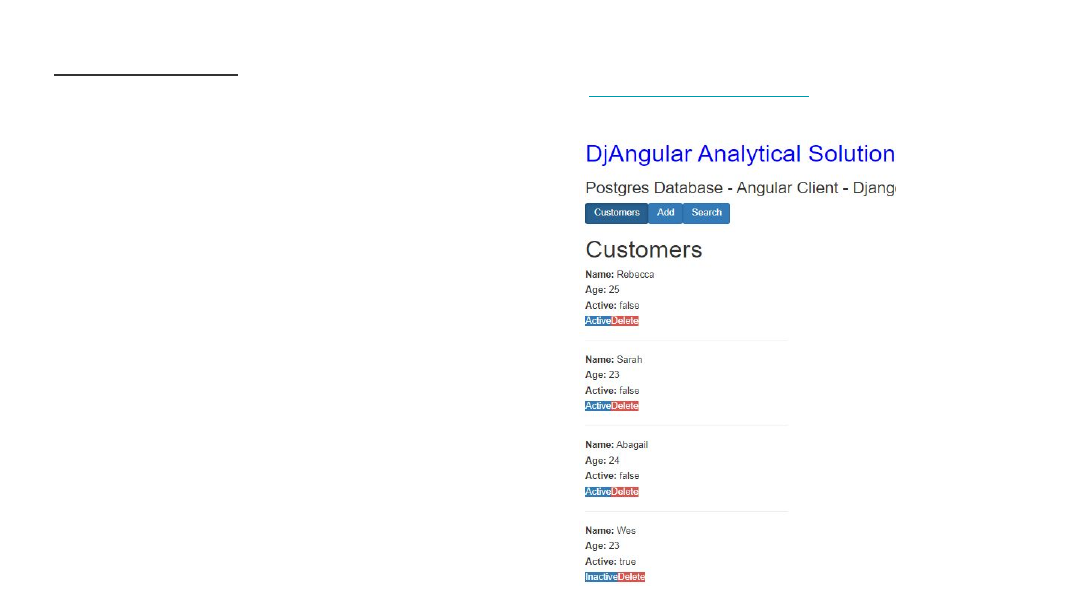 DjAngular Analytical Solution
Postgres Database - Angular Client - Djang
Customers Add Search
Customers
Name: Rebecca
Age: 25
Active: false
ActiveDelete
Name: Sarah
Age: 23
Active: false
ActiveDelete
Name: Abagail
Age: 24
Active: false
ActiveDelete
Name: Wes
Age: 23
Active: true
InactiveDelete